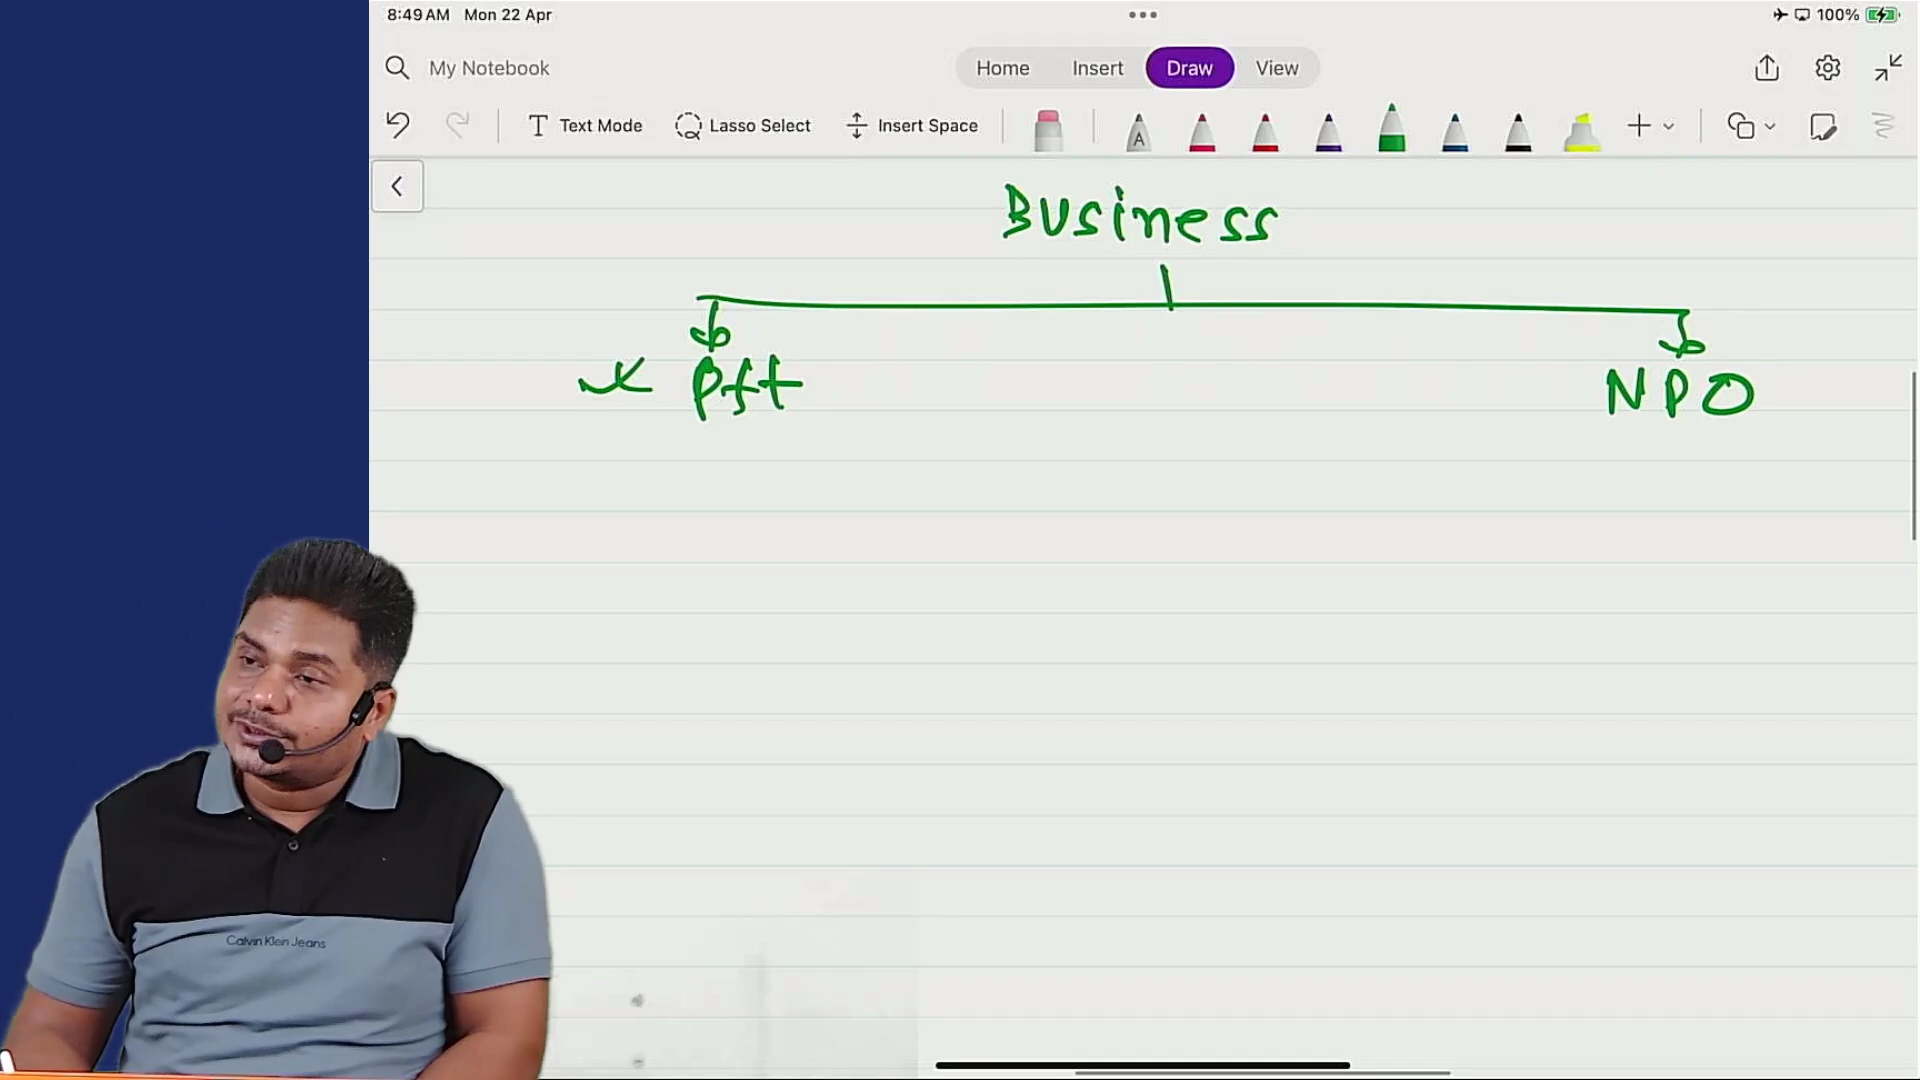 8:49 AM Mon 22 Apr
100%
My Notebook
Home Insert Draw View
Text Mode Lasso Select Insert Space
A
Business
Pft NPO
Calvin Klein Jeans